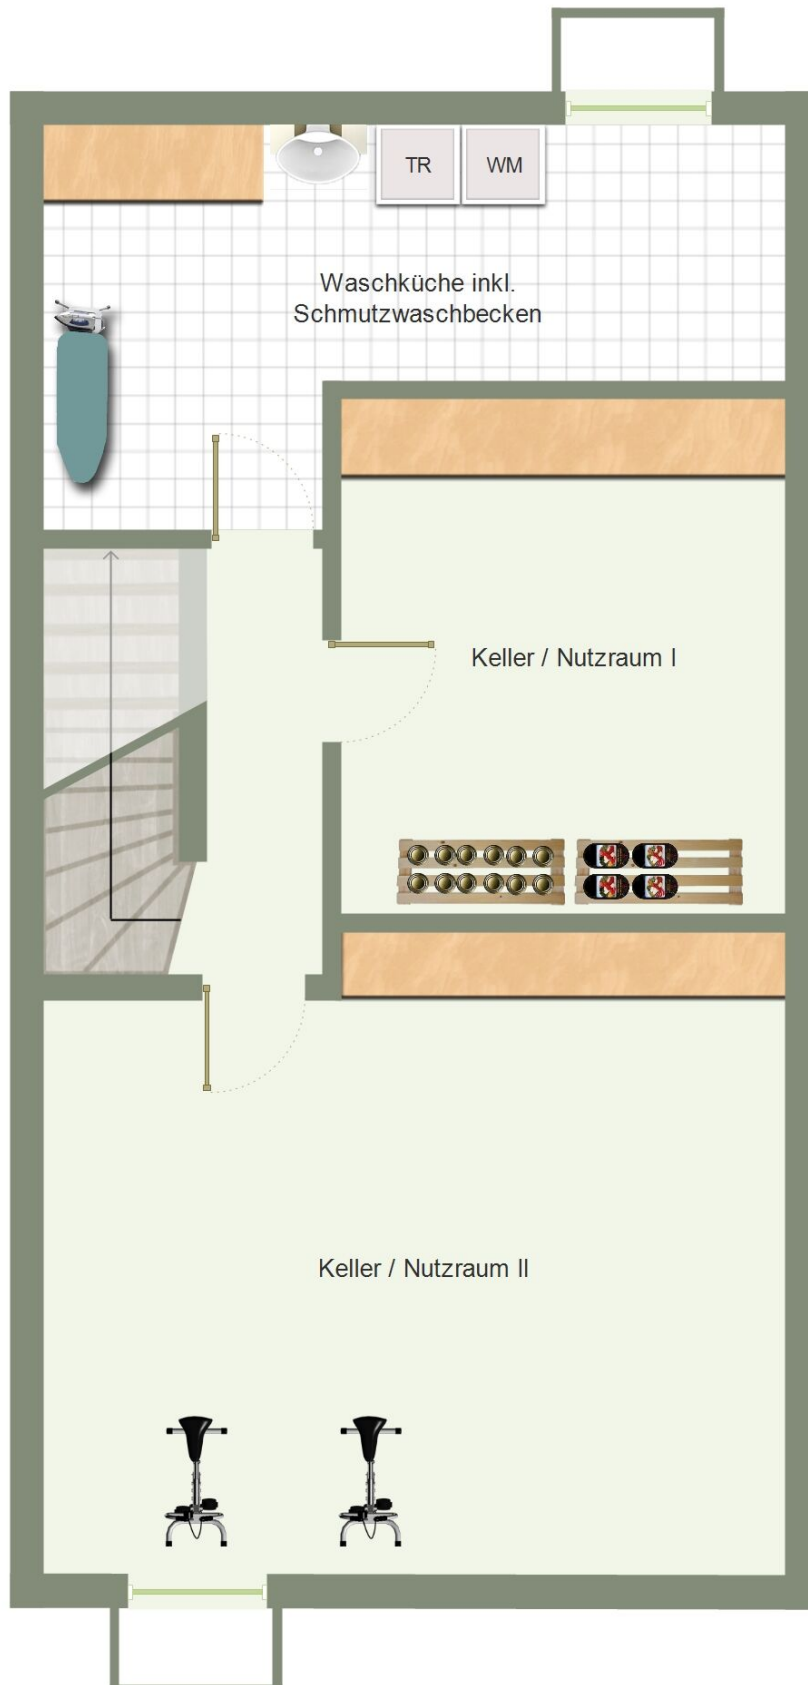 TR WM
Waschküche inkl.
Schmutzwaschbecken
Keller / Nutzraum I
Keller / Nutzraum II